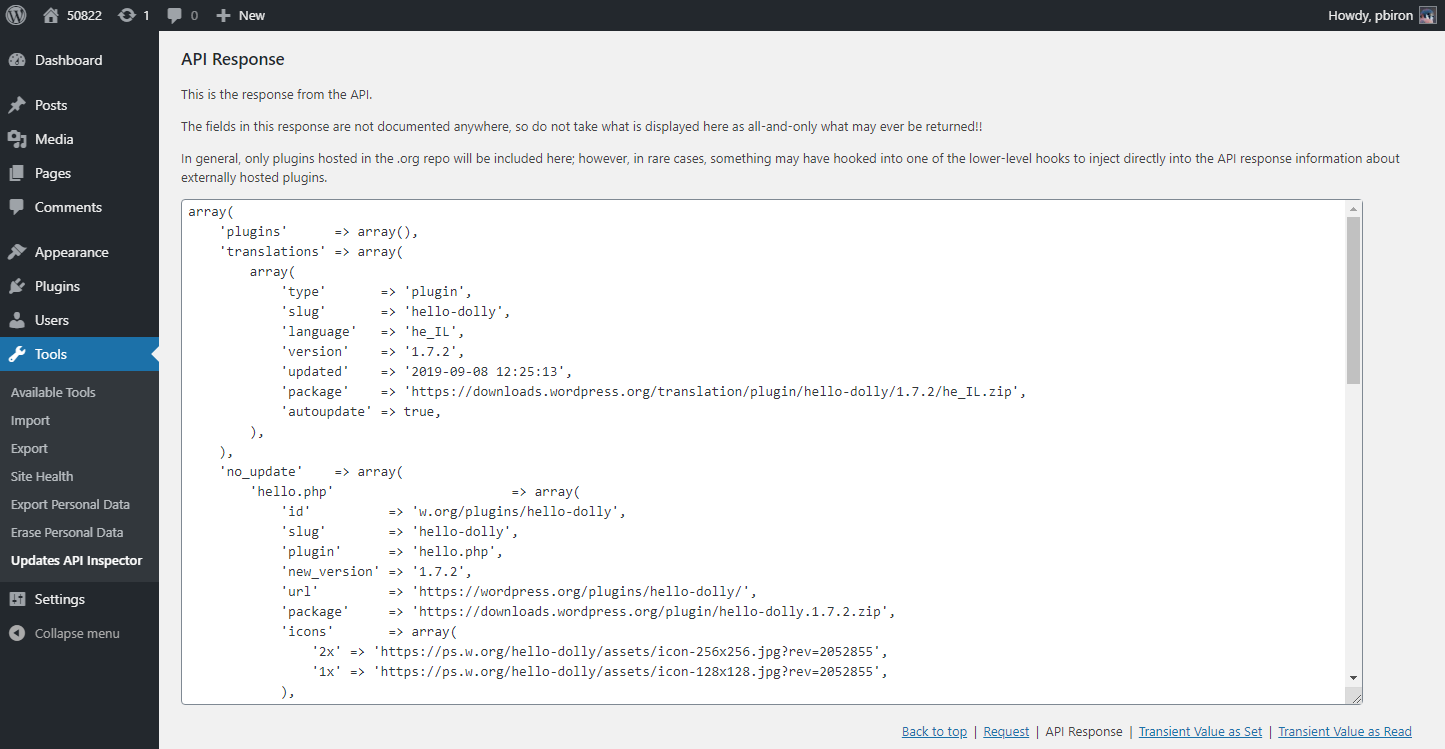 50822 1 0 New Howdy, pbiron
Dashboard
Posts
Media
Pages
Comments
Appearance
Plugins
Users
Tools
Available Tools
Import
Export
Site Health
Export Personal Data
Erase Personal Data
Updates API Inspector
Settings
Collapse menu
API Response
This is the response from the API.
The fields in this response are not documented anywhere, so do not take what is displayed here as all-and-only what may ever be returned!!
In general, only plugins hosted in the .org repo will be included here; however, in rare cases, something may have hooked into one of the lower-level hooks to inject directly into the API response information about
externally hosted plugins.
array(
    'plugins'      => array(),
    'translations' => array(
        array(
            'type'       => 'plugin',
            'slug'       => 'hello-dolly',
            'language'   => 'he_IL',
            'version'    => '1.7.2',
            'updated'    => '2019-09-08 12:25:13',
            'package'    => 'https://downloads.wordpress.org/translation/plugin/hello-dolly/1.7.2/he_IL.zip',
            'autoupdate' => true,
        ),
    ),
    'no_update'    => array(
        'hello.php'                       => array(
            'id'          => 'w.org/plugins/hello-dolly',
            'slug'        => 'hello-dolly',
            'plugin'      => 'hello.php',
            'new_version' => '1.7.2',
            'url'         => 'https://wordpress.org/plugins/hello-dolly/',
            'package'     => 'https://downloads.wordpress.org/plugin/hello-dolly.1.7.2.zip',
            'icons'       => array(
                '2x' => 'https://ps.w.org/hello-dolly/assets/icon-256x256.jpg?rev=2052855',
                '1x' => 'https://ps.w.org/hello-dolly/assets/icon-128x128.jpg?rev=2052855',
            ),
Back to top | Request | API Response | Transient Value as Set | Transient Value as Read